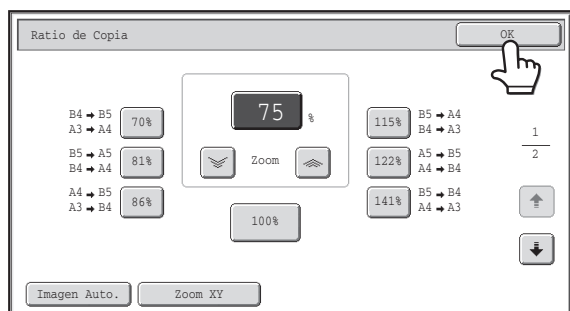 Ratio de Copia
OK
B4 → B5
A3 → A4
70%
B5 → A5
B4 → A4
81%
A4 → B5
A3 → B4
86%
75 %
Zoom
100%
115%
B5 → A4
B4 → A3
122%
A5 → B5
A4 → B4
141%
B5 → B4
A4 → A3
1
2
Imagen Auto.
Zoom XY